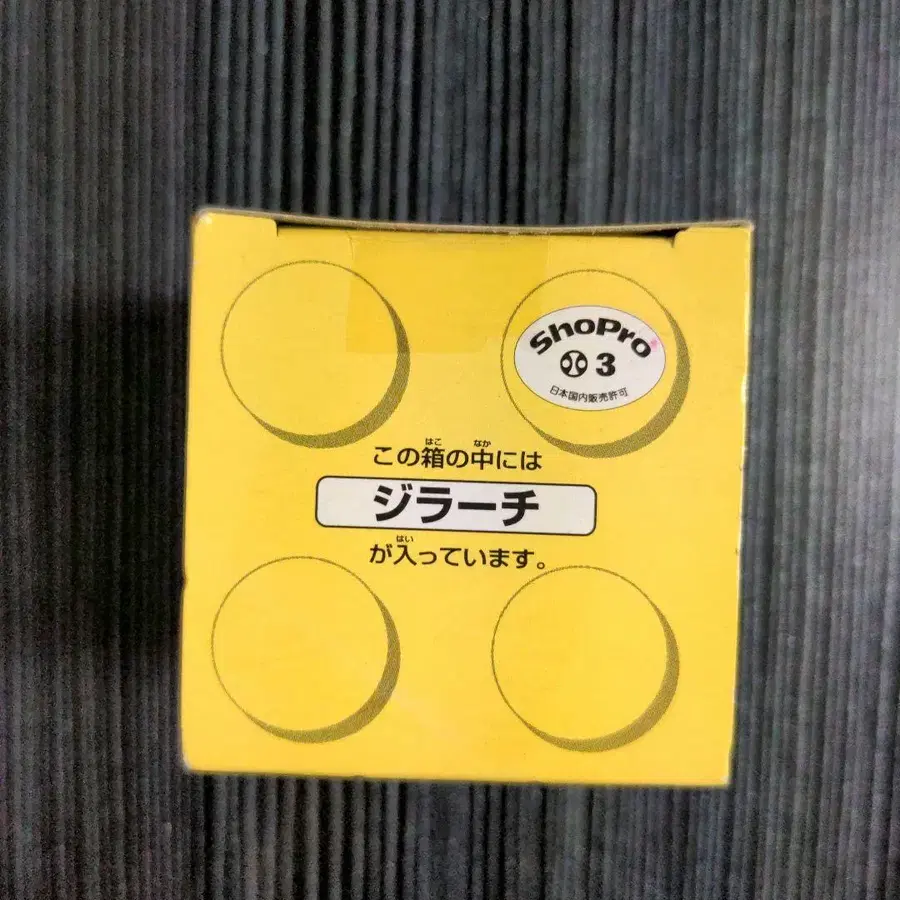 ShoPro
3
日本国内販売許可
はこ なか
この箱の中には
ジラーチ
はい
が入っています。